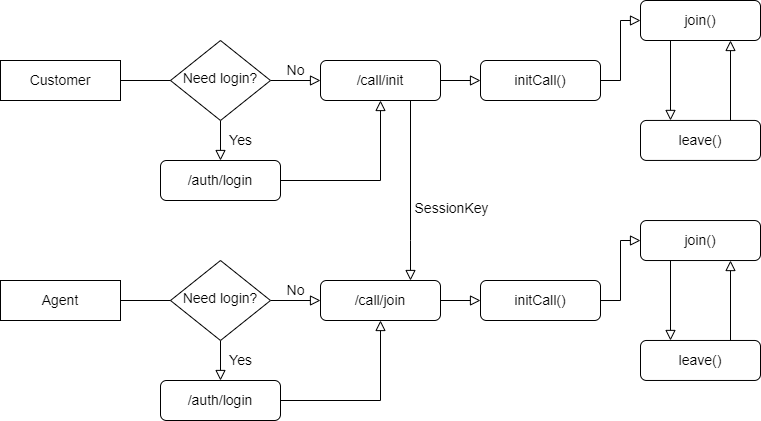 join()
Customer
Need login?
No
/call/init
initCall()
Yes
leave()
/auth/login
SessionKey
join()
Agent
Need login?
No
/call/join
initCall()
Yes
leave()
/auth/login